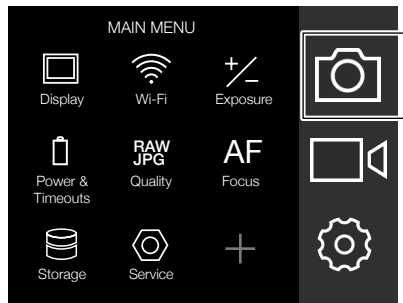 MAIN MENU
Display
Wi-Fi
+/−
Exposure
Power &
Timeouts
RAW
JPG
Quality
AF
Focus
Storage
Service
+